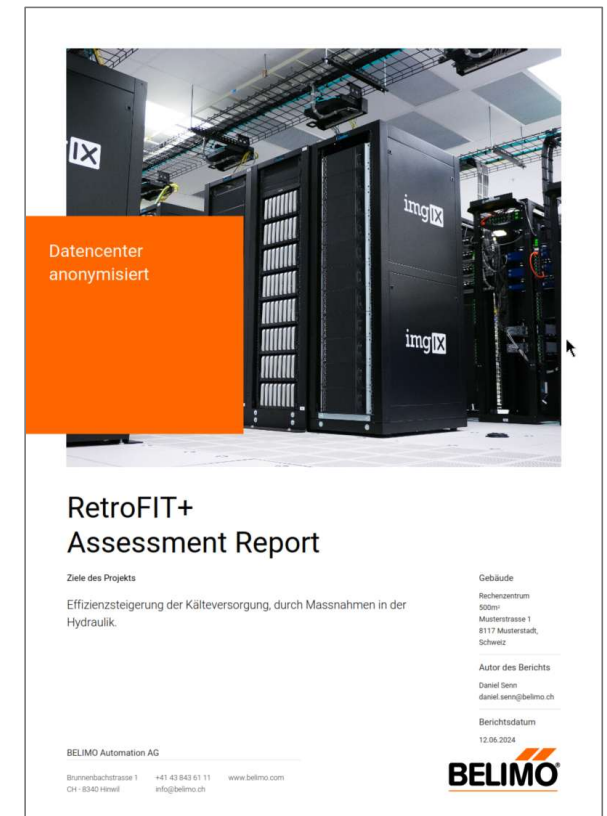 IX
imgIX
imgIX
Datencenter
anonymisiert
RetroFIT+
Assessment Report
Ziele des Projekts
Effizienzsteigerung der Kälteversorgung, durch Massnahmen in der
Hydraulik.
Gebäude
Rechenzentrum
500m²
Musterstrasse 1
8117 Musterstadt,
Schweiz
Autor des Berichts
Daniel Senn
daniel.senn@belimo.ch
Berichtsdatum
12.06.2024
BELIMO Automation AG
Brunnenbachstrasse 1 +41 43 843 61 11 www.belimo.com
CH - 8340 Hinwil info@belimo.ch
BELIMO®